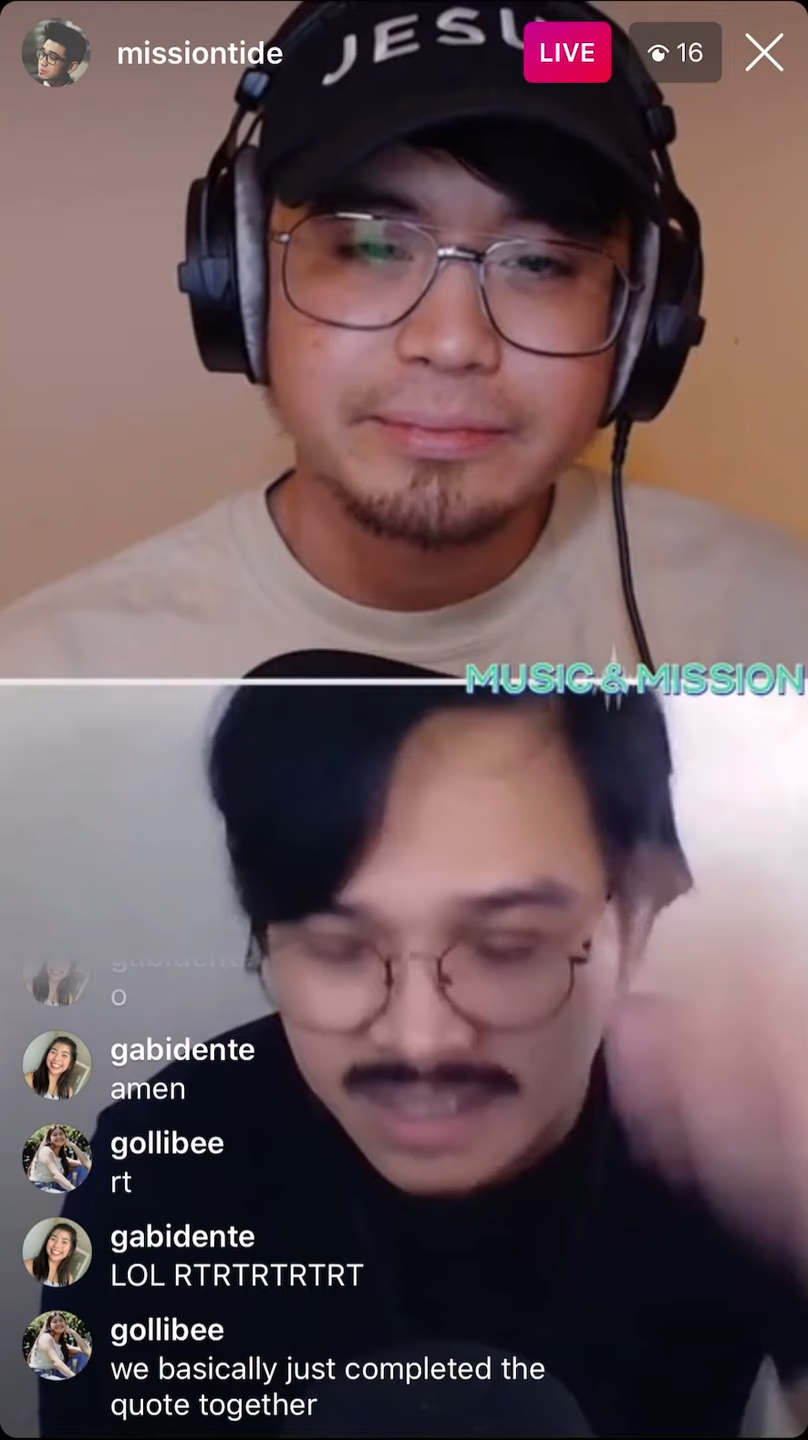 JESU
missiontide
LIVE
16
MUSIC & MISSION
o
gabidente
amen
gollibee
rt
gabidente
LOL RTRTRTRTRT
gollibee
we basically just completed the
quote together